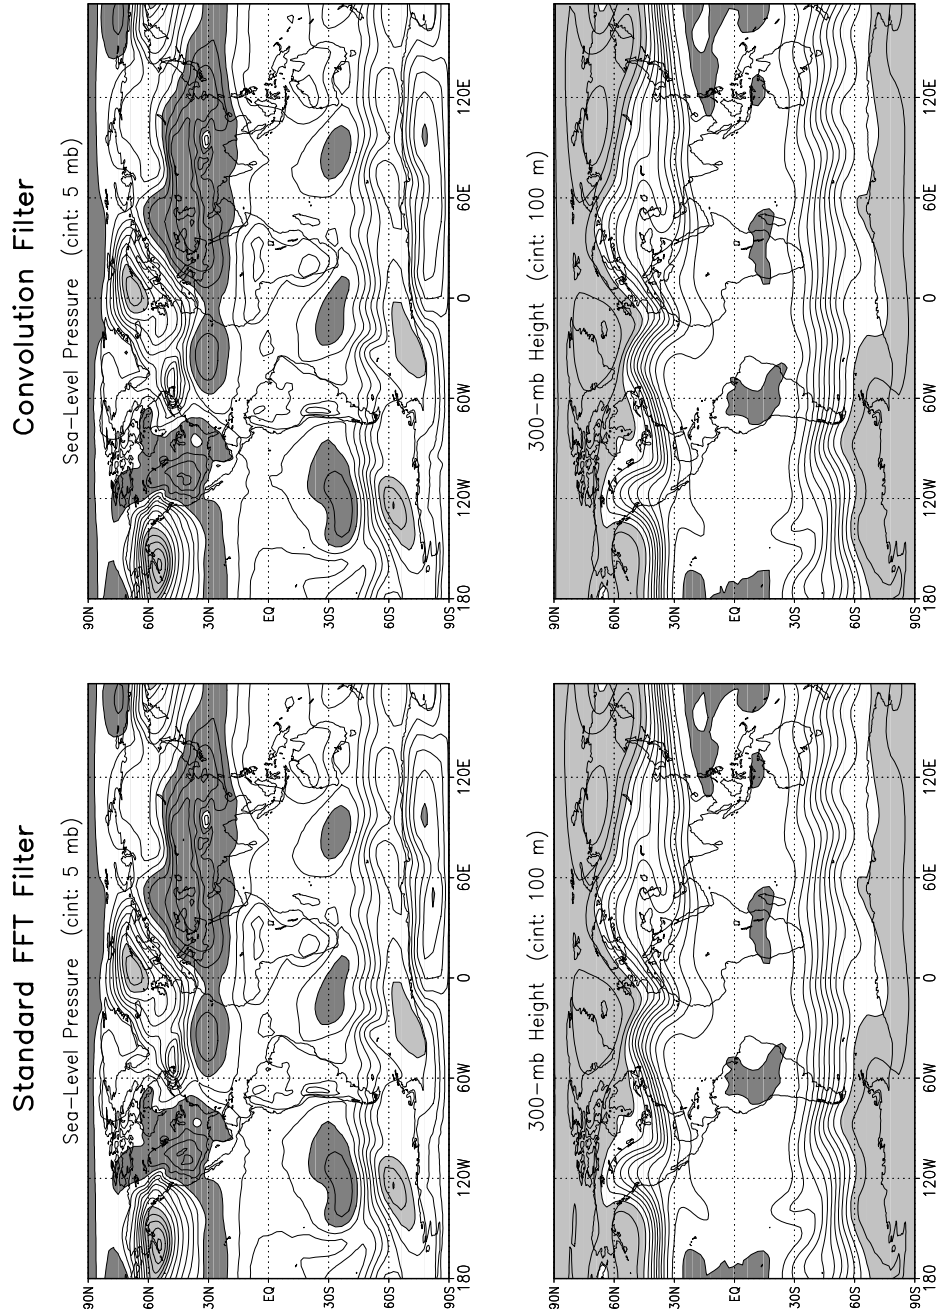 Standard FFT Filter
Sea-Level Pressure (cint: 5 mb)
90N
60N
30N
EQ
30S
60S
90S
180 120W 60W 0 60E 120E
300-mb Height (cint: 100 m)
90N
60N
30N
EQ
30S
60S
90S
180 120W 60W 0 60E 120E
Convolution Filter
Sea-Level Pressure (cint: 5 mb)
90N
60N
30N
EQ
30S
60S
90S
180 120W 60W 0 60E 120E
300-mb Height (cint: 100 m)
90N
60N
30N
EQ
30S
60S
90S
180 120W 60W 0 60E 120E